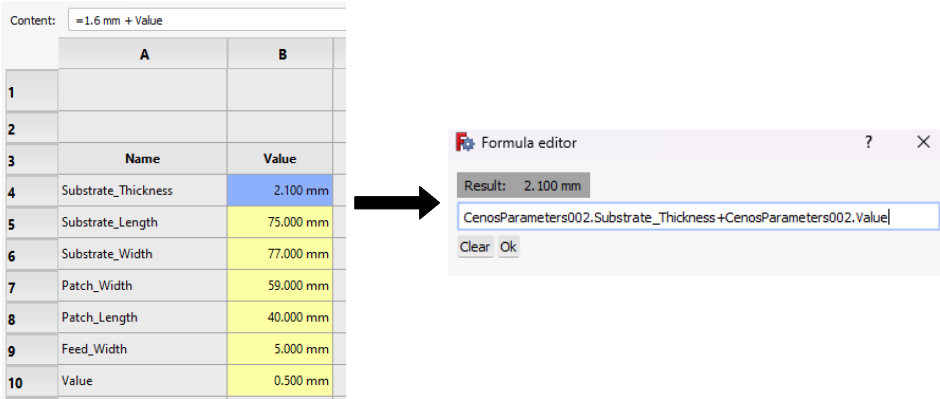 Content: =1.6 mm + Value
A B
1
2
3 Name Value
4 Substrate_Thickness 2.100 mm
5 Substrate_Length 75.000 mm
6 Substrate_Width 77.000 mm
7 Patch_Width 59.000 mm
8 Patch_Length 40.000 mm
9 Feed_Width 5.000 mm
10 Value 0.500 mm
Formula editor ?
Result: 2.100 mm
CenosParameters002.Substrate_Thickness+CenosParameters002.Value
Clear Ok